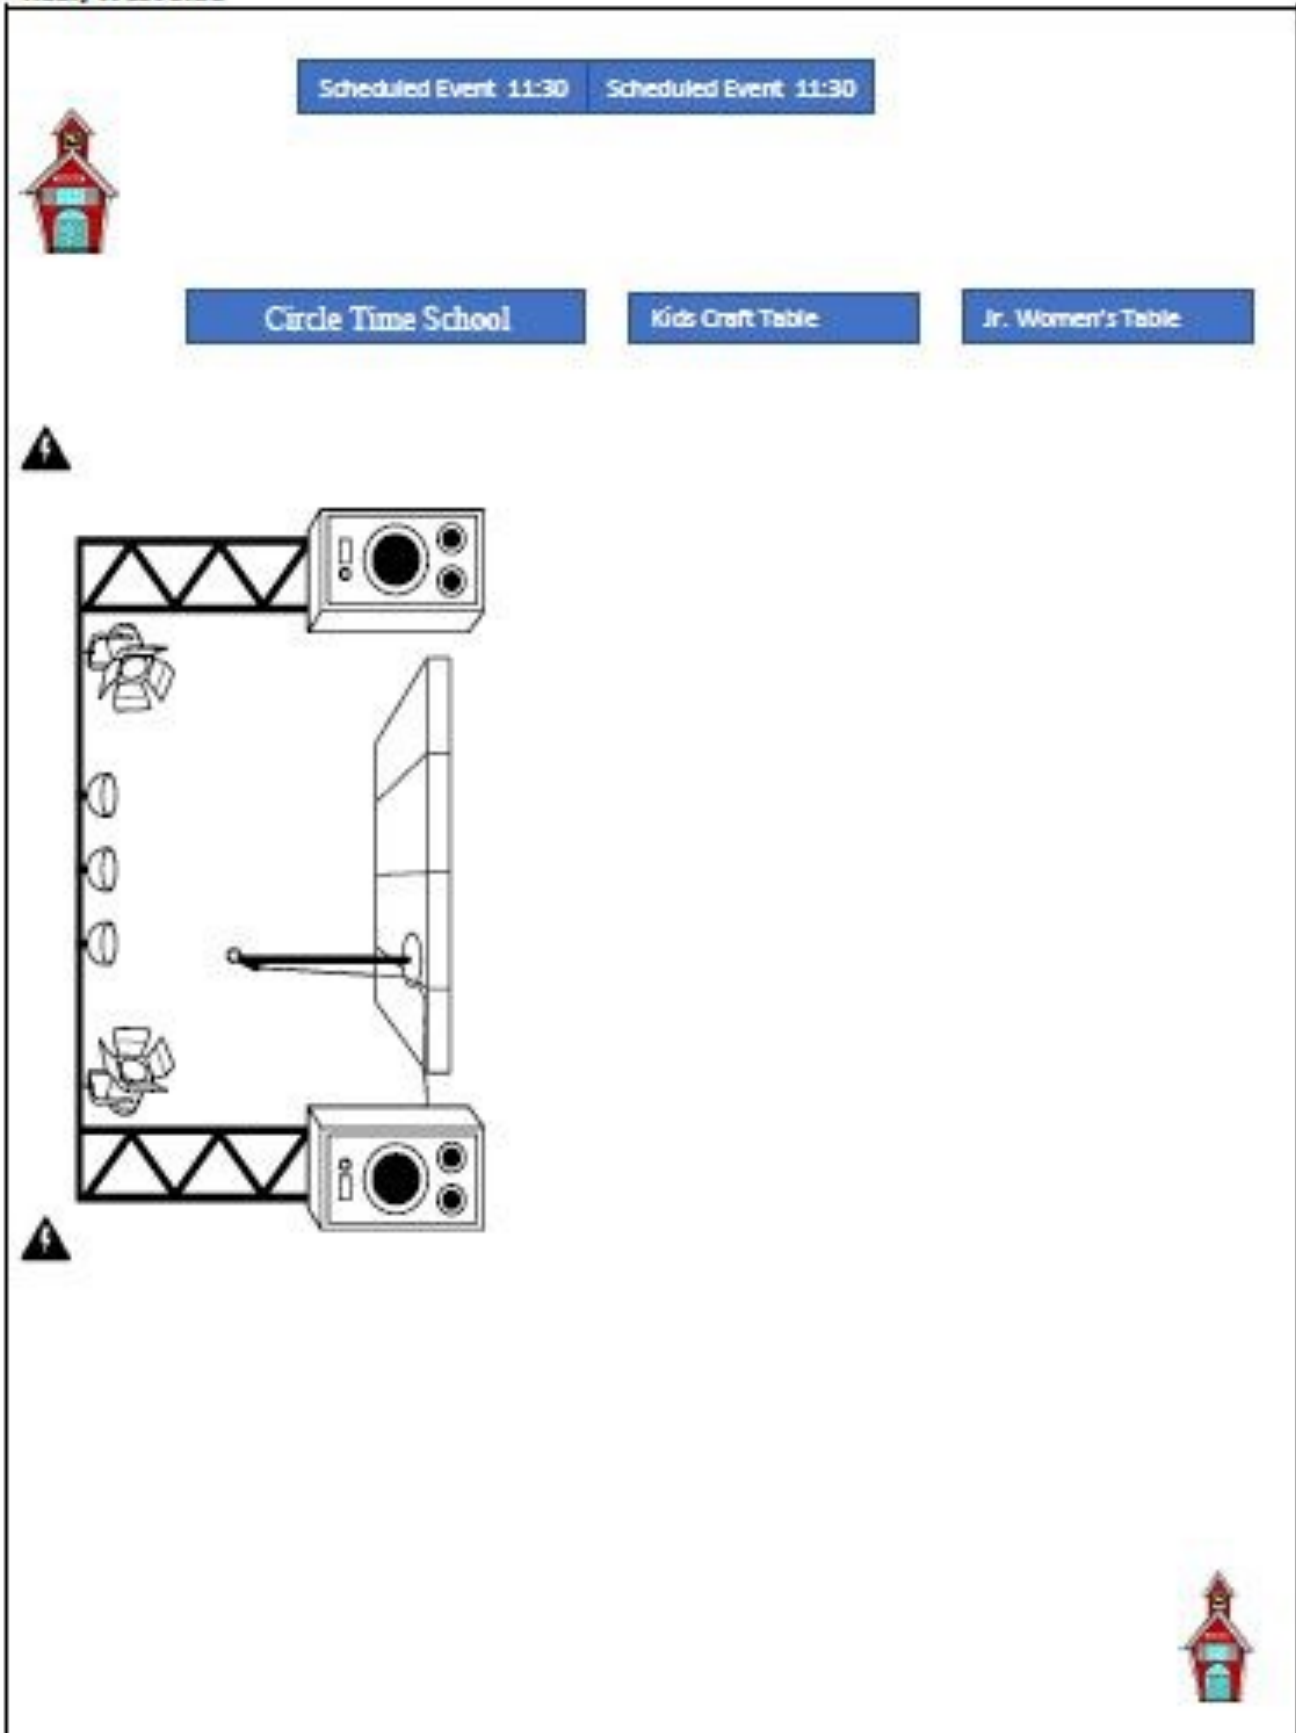 Scheduled Event 11:30 Scheduled Event 11:30
Circle Time School Kids Craft Table Jr. Women's Table